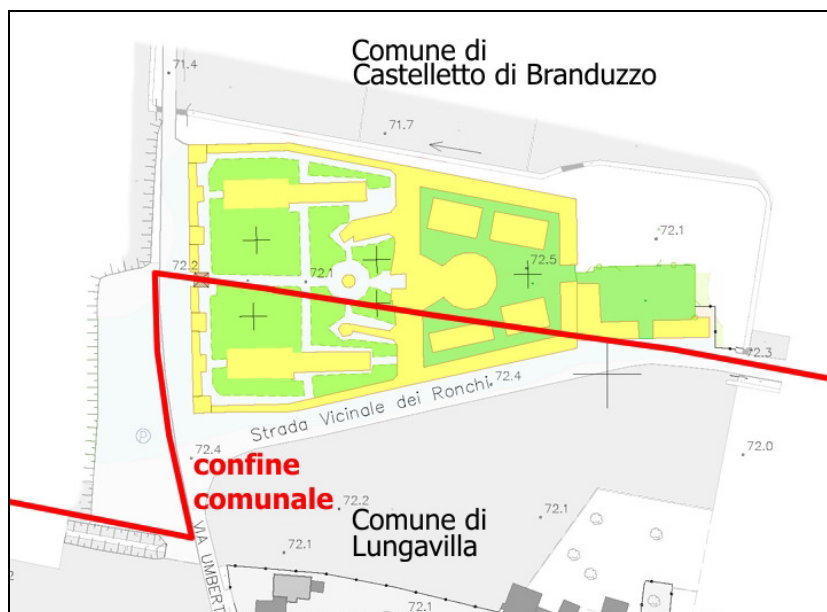 Comune di
Castelletto di Branduzzo
71.4
71.7
72.1
72.2
72.1
72.5
72.3
Strada Vicinale dei Ronchi
72.4
P
72.4
confine
comunale
72.0
72.2
72.1
Comune di
Lungavilla
VIA UMBERT
72.1
72.1
2